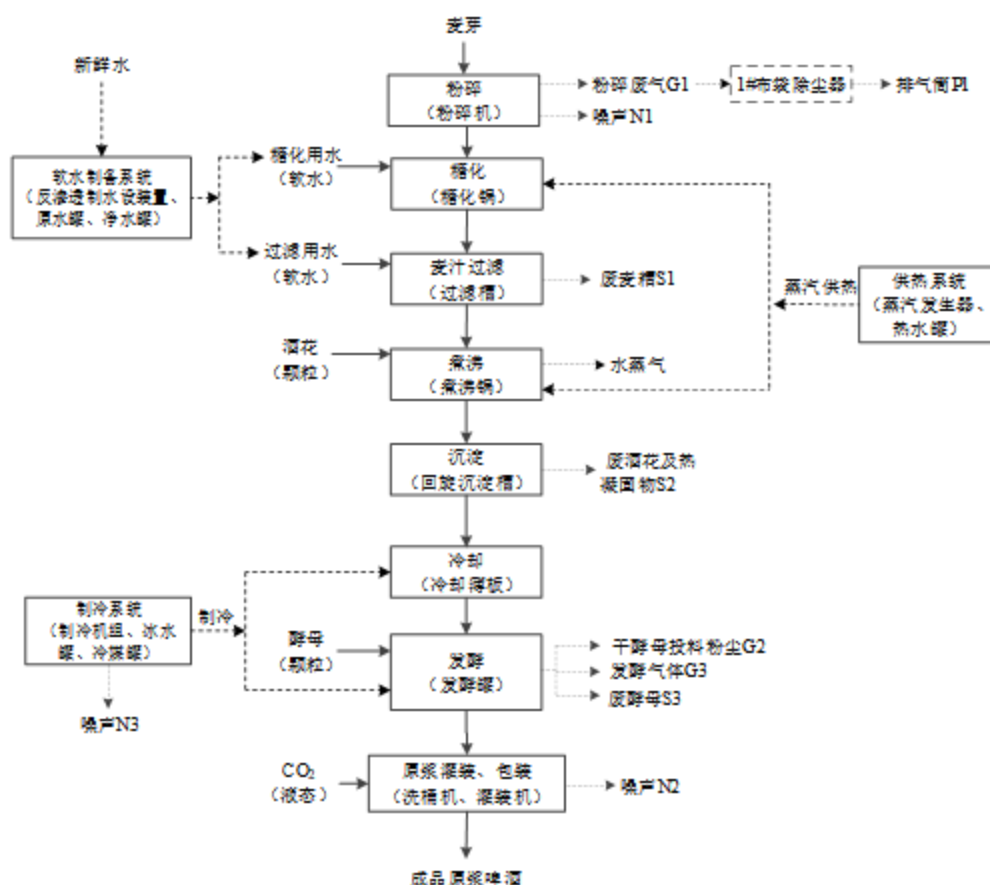 麦芽
新鲜水
粉碎
（粉碎机）
粉碎废气G1
1#布袋除尘器
排气筒P1
噪声N1
软水制备系统
（反渗透制水设装置、
原水罐、净水罐）
糖化用水
（软水）
糖化
（糖化锅）
过滤用水
（软水）
麦汁过滤
（过滤槽）
废麦糟S1
蒸汽供热
供热系统
（蒸汽发生器、
热水罐）
酒花
（颗粒）
煮沸
（煮沸锅）
水蒸气
沉淀
（回旋沉淀槽）
废酒花及热
凝固物S2
冷却
（冷却薄板）
制冷系统
（制冷机组、冰水
罐、冷媒罐）
制冷
酵母
（颗粒）
发酵
（发酵罐）
干酵母投料粉尘G2
发酵气体G3
废酵母S3
噪声N3
CO₂
（液态）
原浆灌装、包装
（洗桶机、灌装机）
噪声N2
成品原浆啤酒